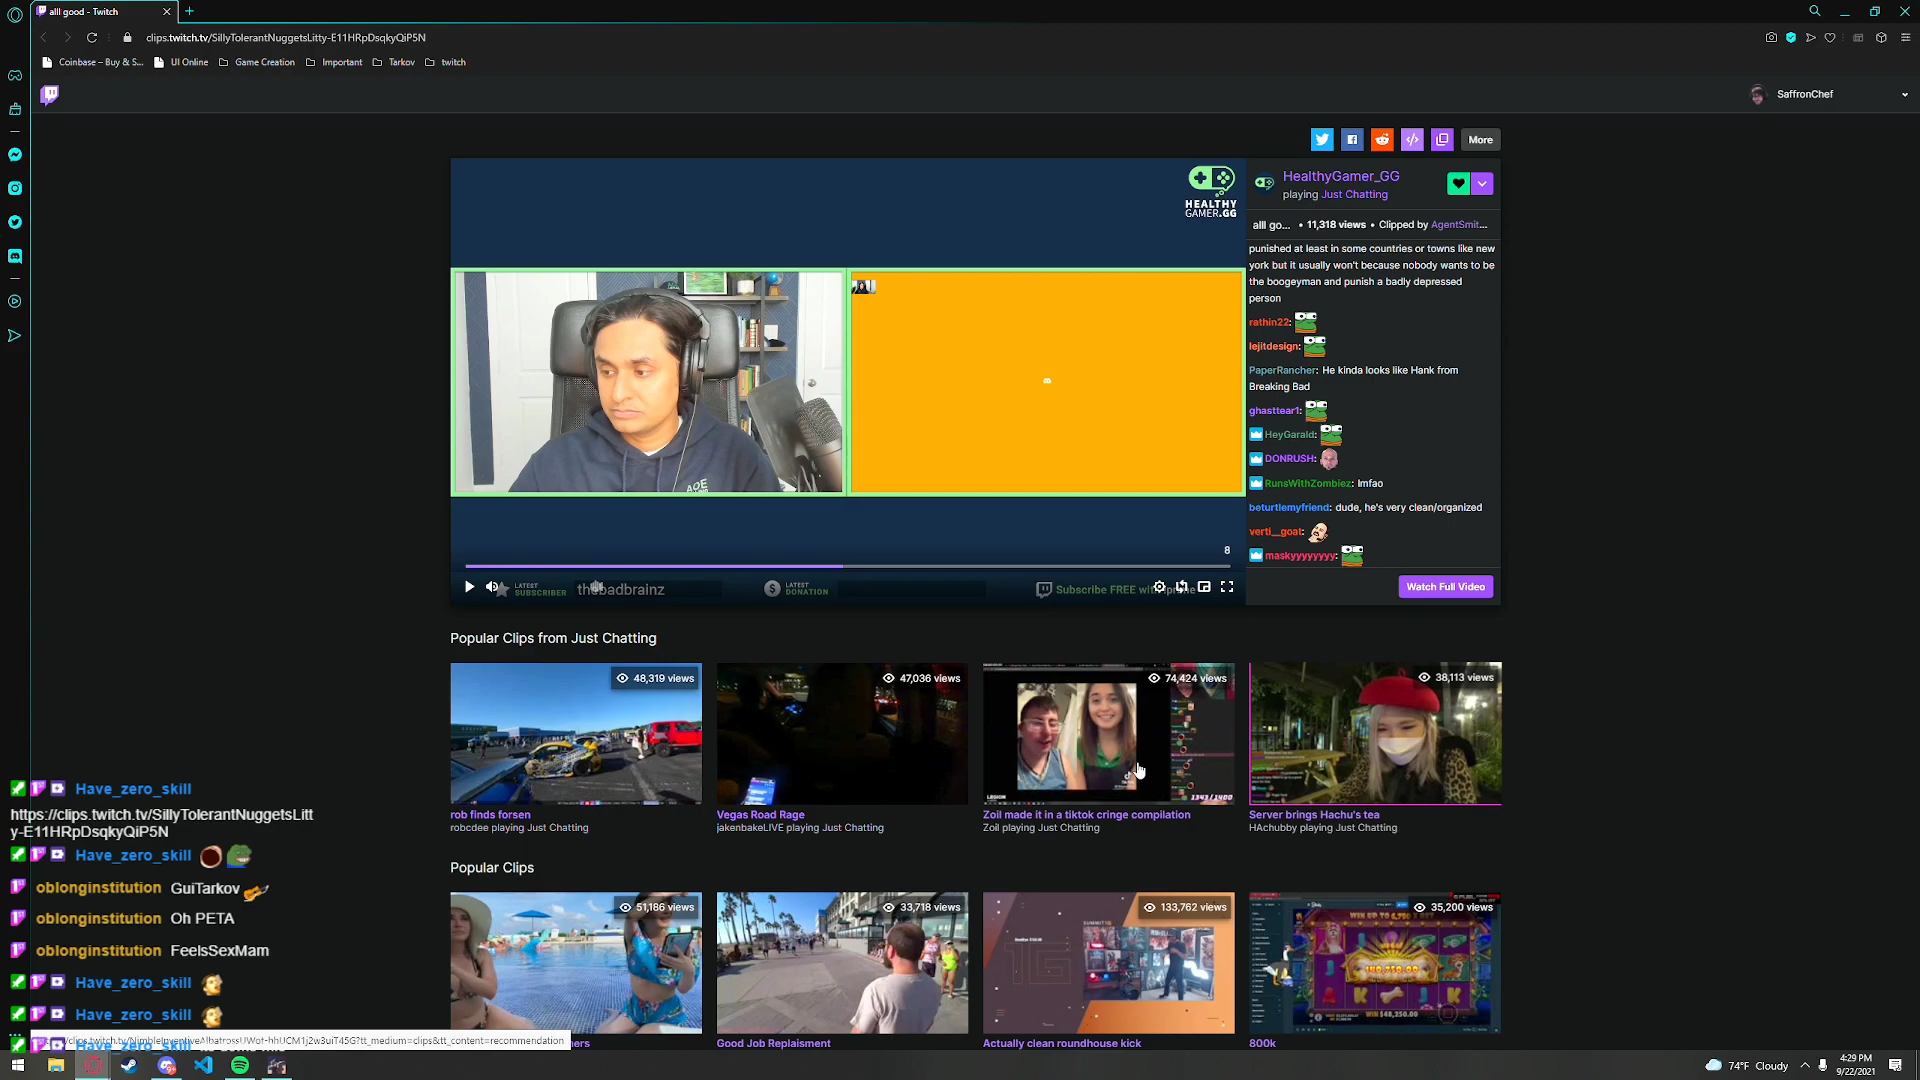 alll good - Twitch
clips.twitch.tv/SillyTolerantNuggetsLitty-E11HRpDsqkyQiP5N
Coinbase – Buy & S...
UI Online
Game Creation
Important
Tarkov
twitch
SaffronChef
More
HEALTHY
GAMER.GG
HealthyGamer_GG
playing Just Chatting
alll go... • 11,318 views • Clipped by AgentSmit...
punished at least in some countries or towns like new
york but it usually won't because nobody wants to be
the boogeyman and punish a badly depressed
person
rathin22:
lejitdesign:
PaperRancher: He kinda looks like Hank from
Breaking Bad
ghasttear1:
HeyGarald:
DONRUSH:
RunsWithZombiez: lmfao
beturtlemyfriend: dude, he's very clean/organized
verti__goat:
maskyyyyyyyy:
8
LATEST
SUBSCRIBER
thebadbrainz
LATEST
DONATION
Subscribe FREE with
Watch Full Video
Popular Clips from Just Chatting
48,319 views
47,036 views
74,424 views
38,113 views
LEGION
1343/1400
rob finds forsen
robcdee playing Just Chatting
Vegas Road Rage
jakenbakeLIVE playing Just Chatting
Zoil made it in a tiktok cringe compilation
Zoil playing Just Chatting
Server brings Hachu's tea
HAchubby playing Just Chatting
Popular Clips
51,186 views
33,718 views
133,762 views
35,200 views
Good Job Replaisment
Actually clean roundhouse kick
800k
Have_zero_skill
https://clips.twitch.tv/SillyTolerantNuggetsLitt
y-E11HRpDsqkyQiP5N
Have_zero_skill
oblonginstitution GuiTarkov
oblonginstitution Oh PETA
oblonginstitution FeelsSexMam
Have_zero_skill
Have_zero_skill
Have_zero_skill
74°F Cloudy
4:29 PM
9/22/2021